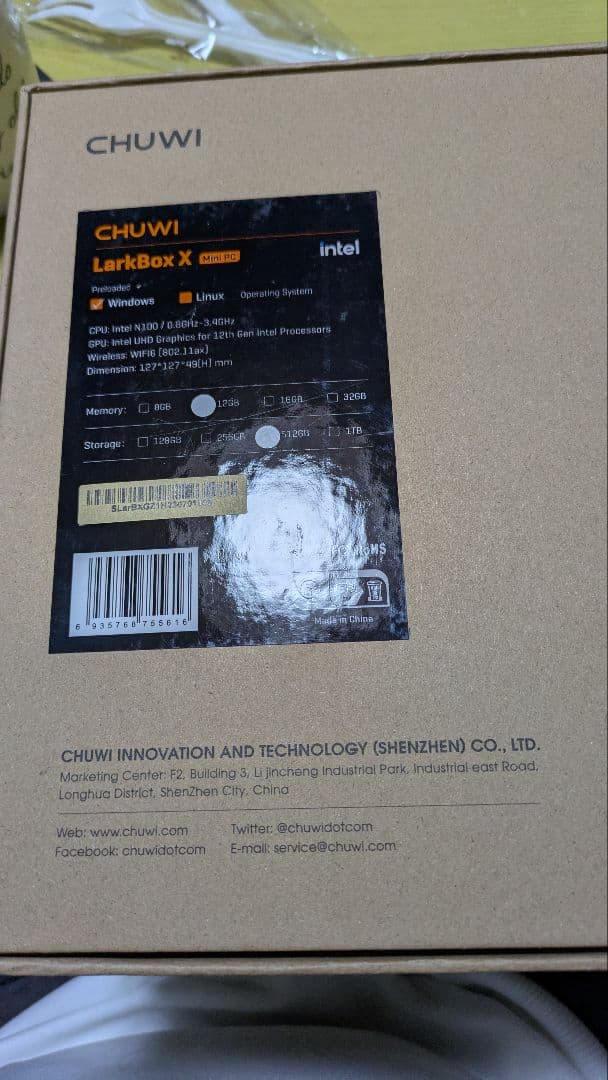 CHUWI
CHUWI
LarkBox X Mini PC
intel
Preloaded
Windows Linux Operating System
CPU: Intel N100 / 0.8GHz-3.4GHz
GPU: Intel UHD Graphics for 12th Gen Intel Processors
Wireless: WIFI6 (802.11ax)
Dimension: 127*127*49(H) mm
Memory: 8GB 12GB 16GB 32GB
Storage: 128GB 256GB 512GB 1TB
6 935768 755616
Made in China
CHUWI INNOVATION AND TECHNOLOGY (SHENZHEN) CO., LTD.
Marketing Center: F2, Building 3, Li jincheng Industrial Park, Industrial east Road,
Longhua District, ShenZhen City, China
Web: www.chuwi.com Twitter: @chuwidotcom
Facebook: chuwidotcom E-mail: service@chuwi.com